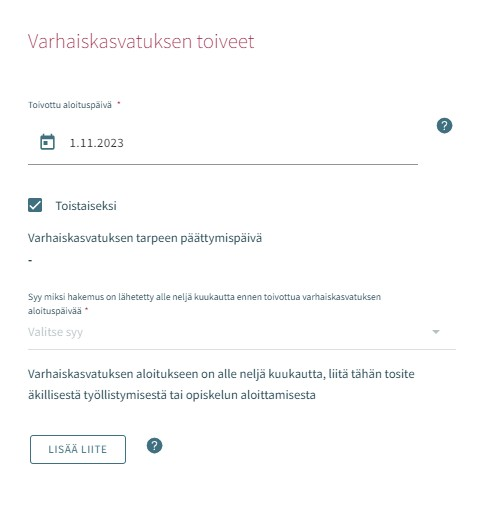 Varhaiskasvatuksen toiveet
Toivottu aloituspäivä *
1.11.2023
?
Toistaiseksi
Varhaiskasvatuksen tarpeen päättymispäivä
-
Syy miksi hakemus on lähetetty alle neljä kuukautta ennen toivottua varhaiskasvatuksen
aloituspäivää *
Valitse syy
Varhaiskasvatuksen aloitukseen on alle neljä kuukautta, liitä tähän tosite
äkillisestä työllistymisestä tai opiskelun aloittamisesta
LISÄÄ LIITE
?